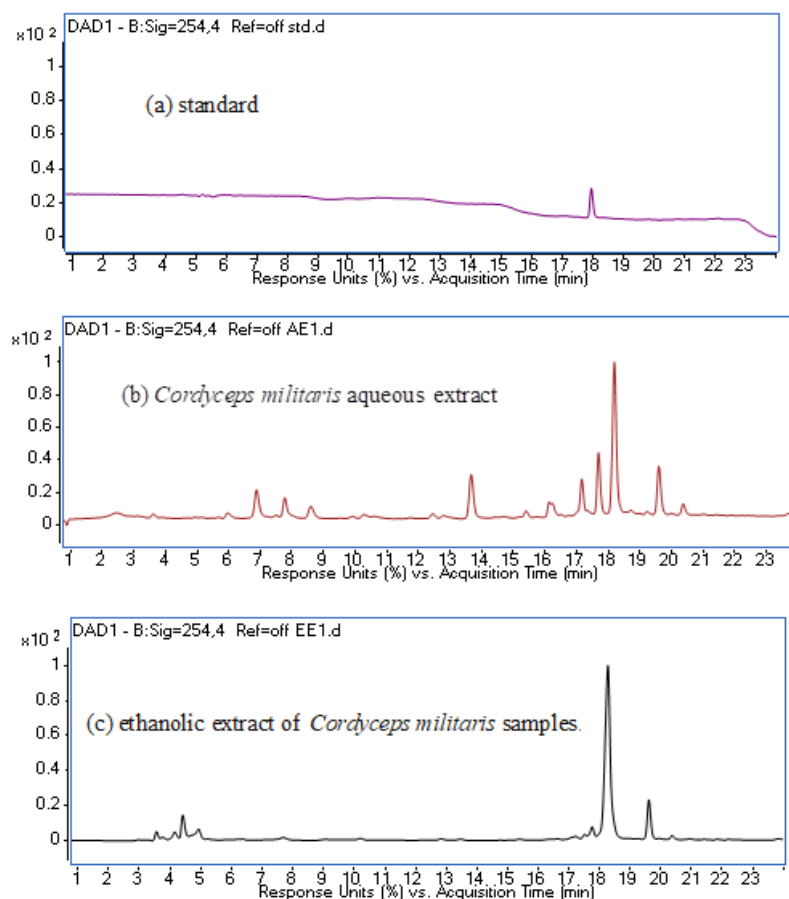 DAD1 - B:Sig=254,4 Ref=off std.d
×10 2
1
0.8
0.6
0.4
0.2
0
(a) standard
1 2 3 4 5 6 7 8 9 10 11 12 13 14 15 16 17 18 19 20 21 22 23
Response Units (%) vs. Acquisition Time (min)
DAD1 - B:Sig=254,4 Ref=off AE1.d
×10 2
1
0.8
0.6
0.4
0.2
0
(b) Cordyceps militaris aqueous extract
1 2 3 4 5 6 7 8 9 10 11 12 13 14 15 16 17 18 19 20 21 22 23
Response Units (%) vs. Acquisition Time (min)
DAD1 - B:Sig=254,4 Ref=off EE1.d
×10 2
1
0.8
0.6
0.4
0.2
0
(c) ethanolic extract of Cordyceps militaris samples.
1 2 3 4 5 6 7 8 9 10 11 12 13 14 15 16 17 18 19 20 21 22 23
Response Units (%) vs. Acquisition Time (min)